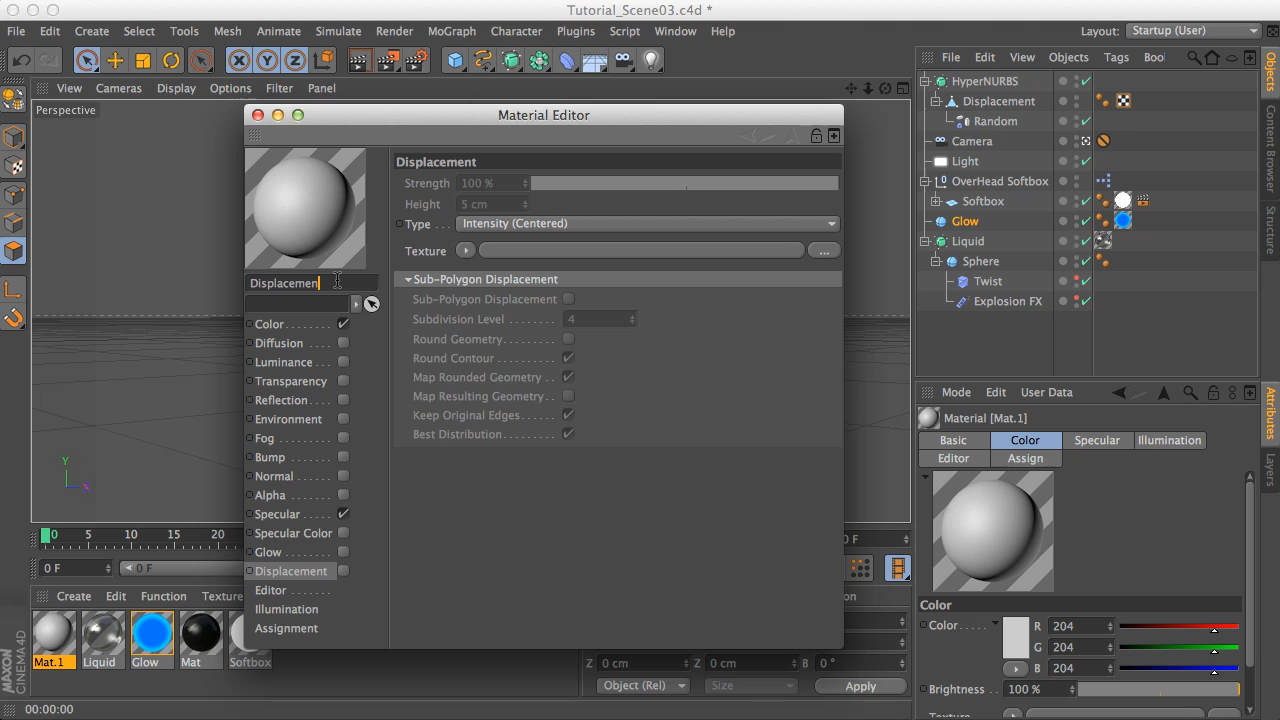 Tutorial_Scene03.c4d *
File Edit Create Select Tools Mesh Animate Simulate Render MoGraph Character Plugins Script Window Help
Layout: Startup (User)
View Cameras Display Options Filter Panel
Perspective
File Edit View Objects Tags Boo
HyperNURBS
Displacement
Random
Camera
Light
OverHead Softbox
Softbox
Glow
Liquid
Sphere
Twist
Explosion FX
Objects
Content Browser
Structure
Material Editor
Displacement
Strength 100 %
Height 5 cm
Type . . . Intensity (Centered)
Texture ...
Sub-Polygon Displacement
Sub-Polygon Displacement
Subdivision Level . . . . . . . . 4
Round Geometry. . . . . . . . .
Round Contour . . . . . . . . . .
Map Rounded Geometry . .
Map Resulting Geometry. .
Keep Original Edges. . . . . .
Best Distribution. . . . . . . . .
Displacemen
Color. . . . . . . .
Diffusion . . . .
Luminance . . .
Transparency
Reflection . . . .
Environment
Fog . . . . . . . .
Bump . . . . . . .
Normal . . . . . .
Alpha . . . . . . .
Specular . . . . .
Specular Color
Glow . . . . . . .
Displacement
Editor . . . . . . .
Illumination
Assignment
Y
X
0 5 10 15 20
0 F
0 F
0 F
Create Edit Function Texture
Mat.1 Liquid Glow Mat Softbox
MAXON
CINEMA4D
Z 0 cm Z 0 cm B 0 °
Object (Rel) Size Apply
00:00:00
Mode Edit User Data
Material [Mat.1]
Basic Color Specular Illumination
Editor Assign
Color
Color. . . . . R 204
G 204
B 204
Brightness . . 100 %
Attributes
Layers